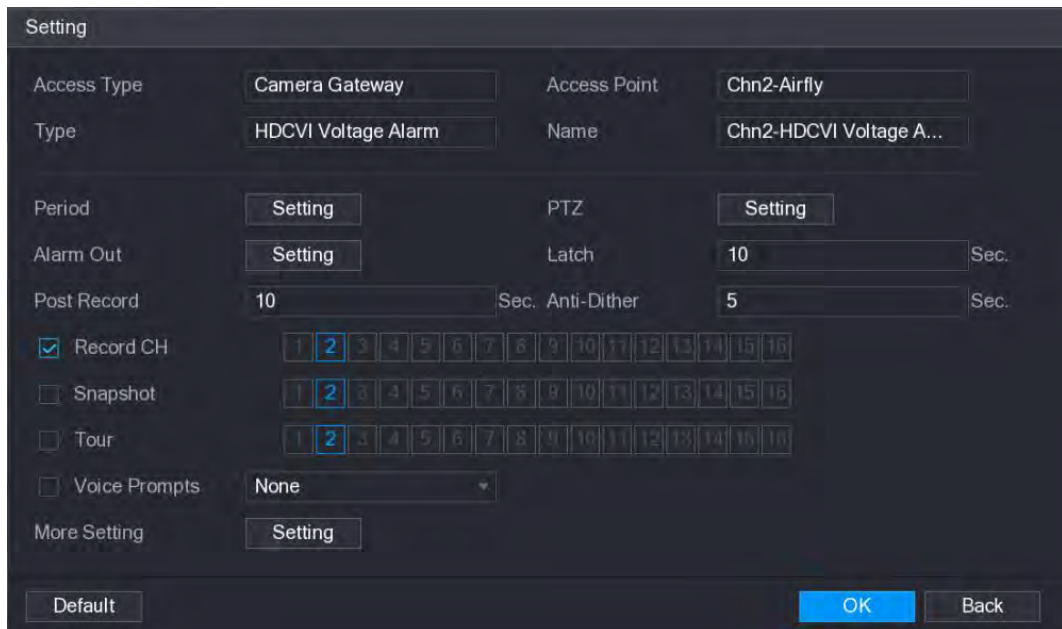 Setting
Access Type Camera Gateway Access Point Chn2-Airfly
Type HDCVI Voltage Alarm Name Chn2-HDCVI Voltage A...
Period Setting PTZ Setting
Alarm Out Setting Latch 10 Sec.
Post Record 10 Sec. Anti-Dither 5 Sec.
Record CH 1 2 3 4 5 6 7 8 9 10 11 12 13 14 15 16
Snapshot 1 2 3 4 5 6 7 8 9 10 11 12 13 14 15 16
Tour 1 2 3 4 5 6 7 8 9 10 11 12 13 14 15 16
Voice Prompts None
More Setting Setting
Default OK Back